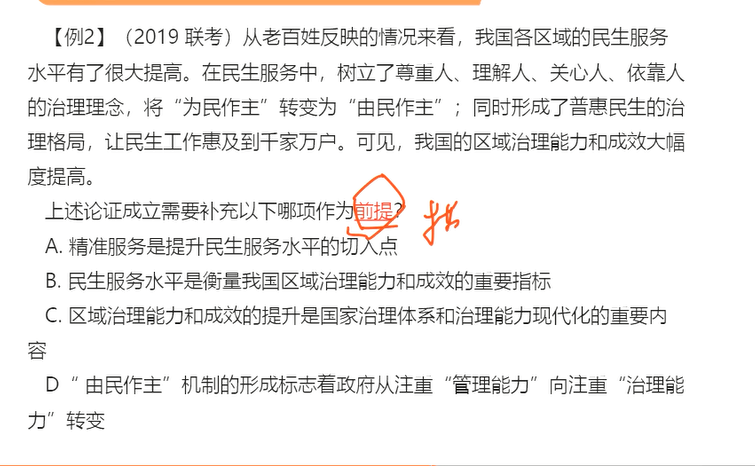 【例2】（2019 联考）从老百姓反映的情况来看，我国各区域的民生服务
水平有了很大提高。在民生服务中，树立了尊重人、理解人、关心人、依靠人
的治理理念，将“为民作主”转变为“由民作主”；同时形成了普惠民生的治
理格局，让民生工作惠及到千家万户。可见，我国的区域治理能力和成效大幅
度提高。
上述论证成立需要补充以下哪项作为前提？
A. 精准服务是提升民生服务水平的切入点
B. 民生服务水平是衡量我国区域治理能力和成效的重要指标
C. 区域治理能力和成效的提升是国家治理体系和治理能力现代化的重要内
容
D“ 由民作主”机制的形成标志着政府从注重“管理能力”向注重“治理能
力”转变